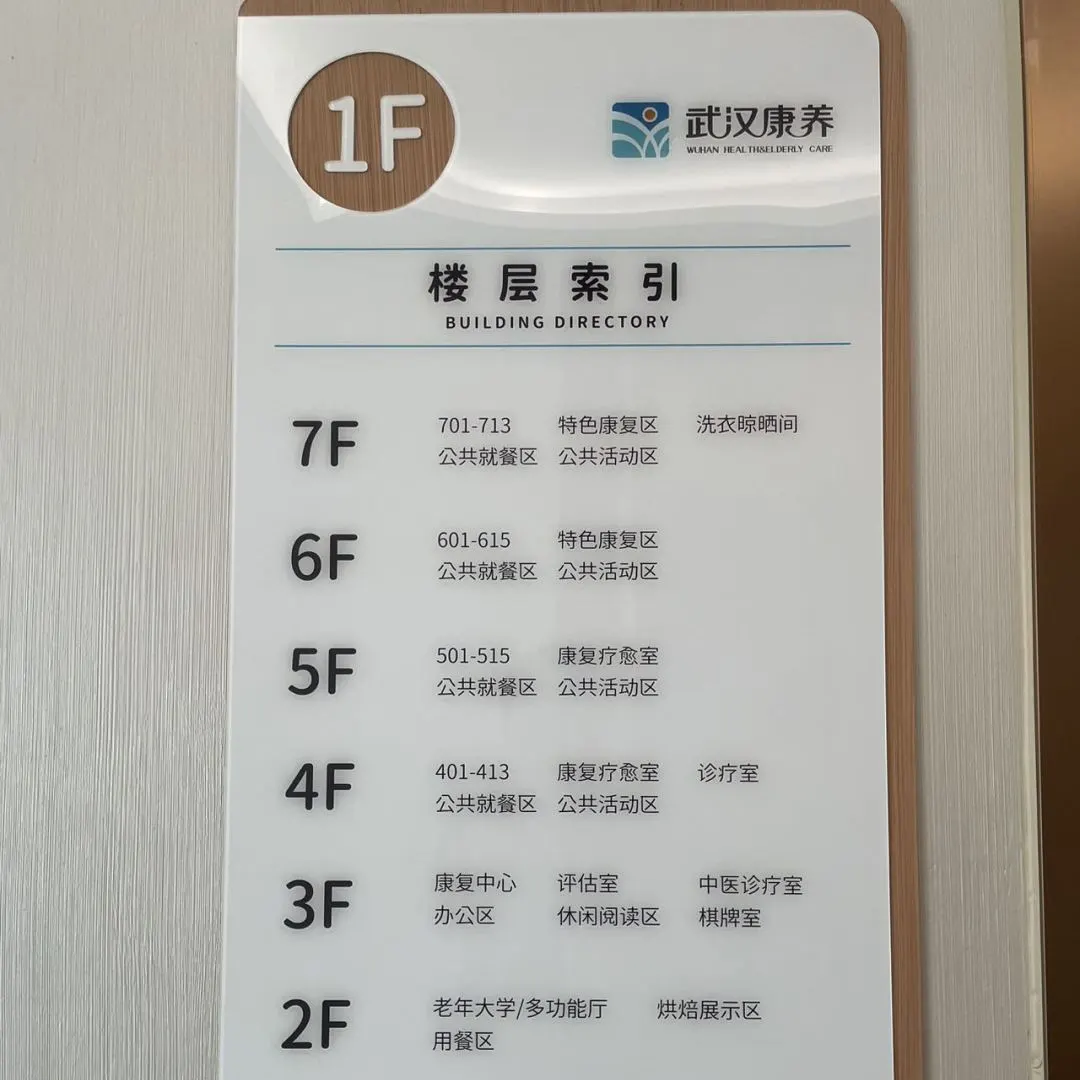 1F
武汉康养
WUHAN HEALTH&ELDERLY CARE
楼层索引
BUILDING DIRECTORY
7F
701-713 特色康复区 洗衣晾晒间
公共就餐区 公共活动区
6F
601-615 特色康复区
公共就餐区 公共活动区
5F
501-515 康复疗愈室
公共就餐区 公共活动区
4F
401-413 康复疗愈室 诊疗室
公共就餐区 公共活动区
3F
康复中心 评估室 中医诊疗室
办公区 休闲阅读区 棋牌室
2F
老年大学/多功能厅 烘焙展示区
用餐区